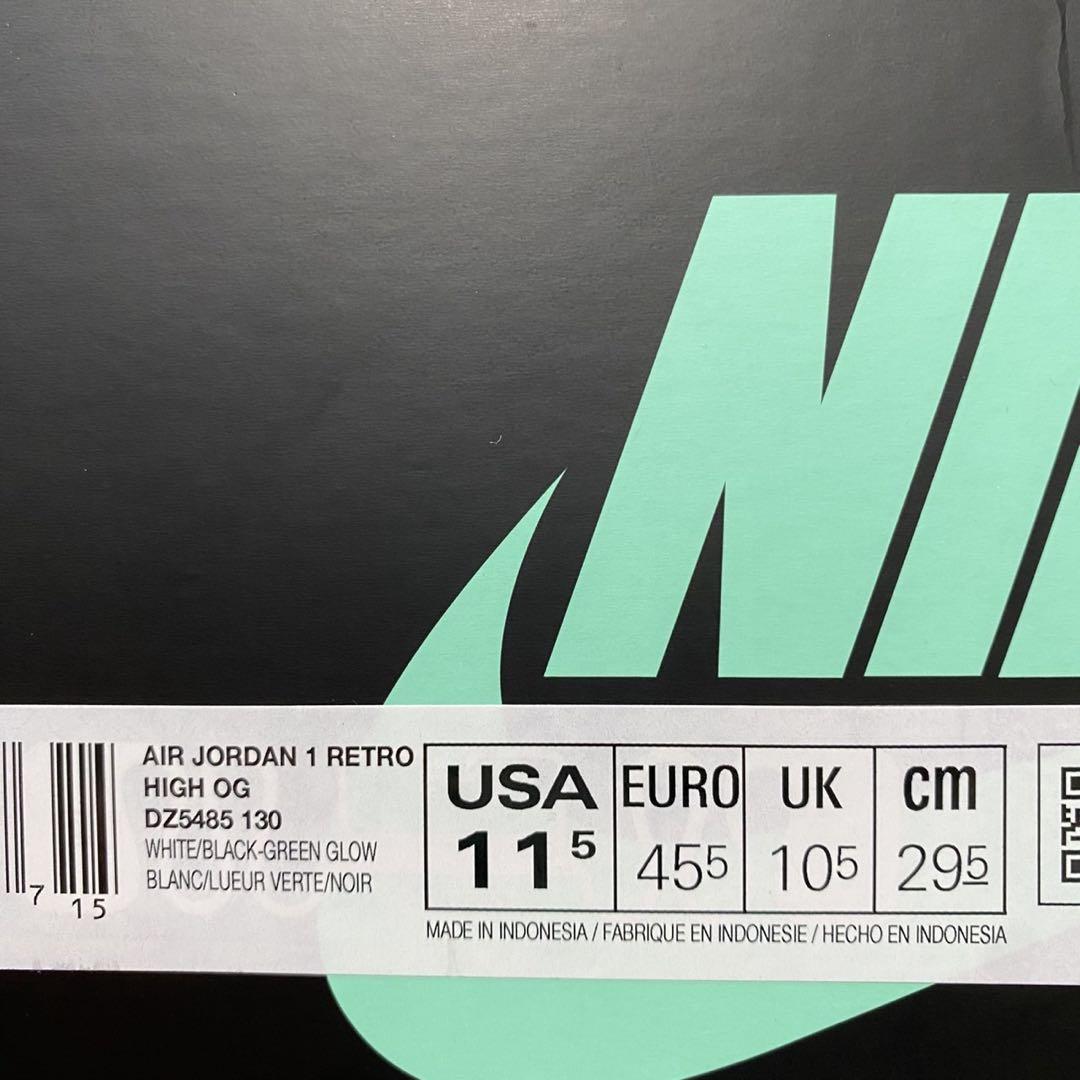 NI
AIR JORDAN 1 RETRO
HIGH OG
DZ5485 130
WHITE/BLACK-GREEN GLOW
BLANC/LUEUR VERTE/NOIR
7 15
USA EURO UK cm
11 5 45 5 10 5 29 5
MADE IN INDONESIA / FABRIQUE EN INDONESIE / HECHO EN INDONESIA